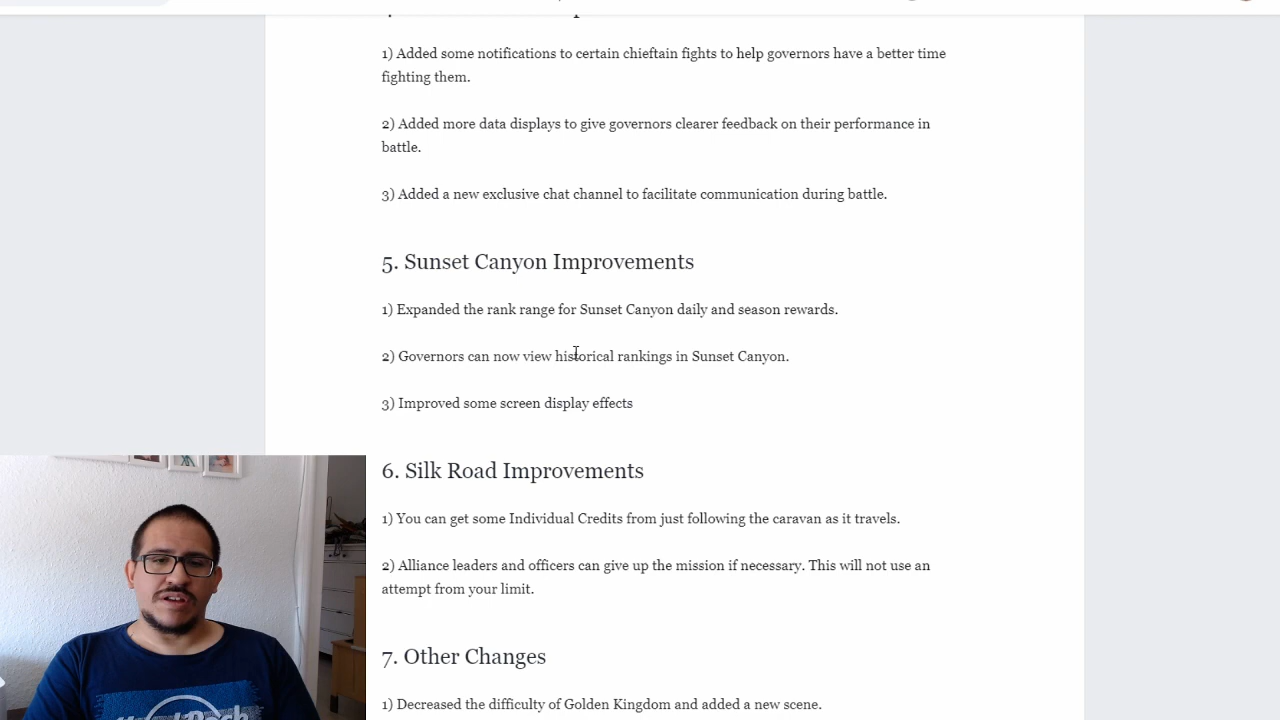 1) Added some notifications to certain chieftain fights to help governors have a better time
fighting them.
2) Added more data displays to give governors clearer feedback on their performance in
battle.
3) Added a new exclusive chat channel to facilitate communication during battle.
5. Sunset Canyon Improvements
1) Expanded the rank range for Sunset Canyon daily and season rewards.
2) Governors can now view historical rankings in Sunset Canyon.
3) Improved some screen display effects
6. Silk Road Improvements
1) You can get some Individual Credits from just following the caravan as it travels.
2) Alliance leaders and officers can give up the mission if necessary. This will not use an
attempt from your limit.
7. Other Changes
1) Decreased the difficulty of Golden Kingdom and added a new scene.